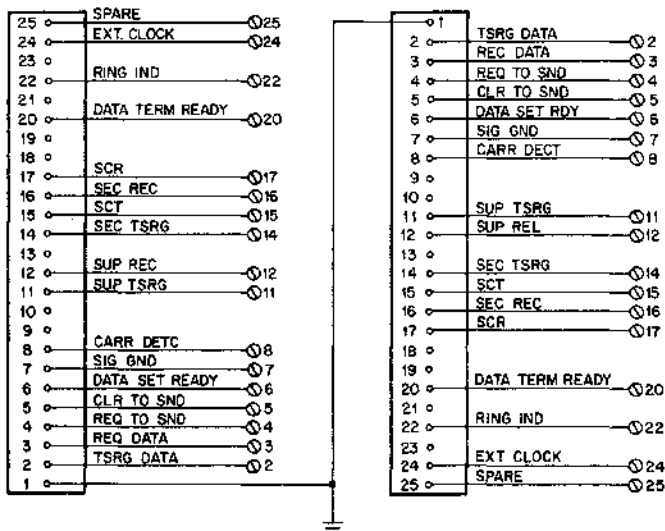 25 SPARE 25
24 EXT. CLOCK 24
23
22 RING IND 22
21
20 DATA TERM READY 20
19
18
17 SCR 17
16 SEC REC 16
15 SCT 15
14 SEC TSRG 14
13
12 SUP REC 12
11 SUP TSRG 11
10
9
8 CARR DETC 8
7 SIG GND 7
6 DATA SET READY 6
5 CLR TO SND 5
4 REQ TO SND 4
3 REQ DATA 3
2 TSRG DATA 2
1
1
2 TSRG DATA 2
3 REC DATA 3
4 REQ TO SND 4
5 CLR TO SND 5
6 DATA SET RDY 6
7 SIG GND 7
8 CARR DECT 8
9
10
11 SUP TSRG 11
12 SUP REL 12
13
14 SEC TSRG 14
15 SCT 15
16 SEC REC 16
17 SCR 17
18
19
20 DATA TERM READY 20
21
22 RING IND 22
23
24 EXT CLOCK 24
25 SPARE 25